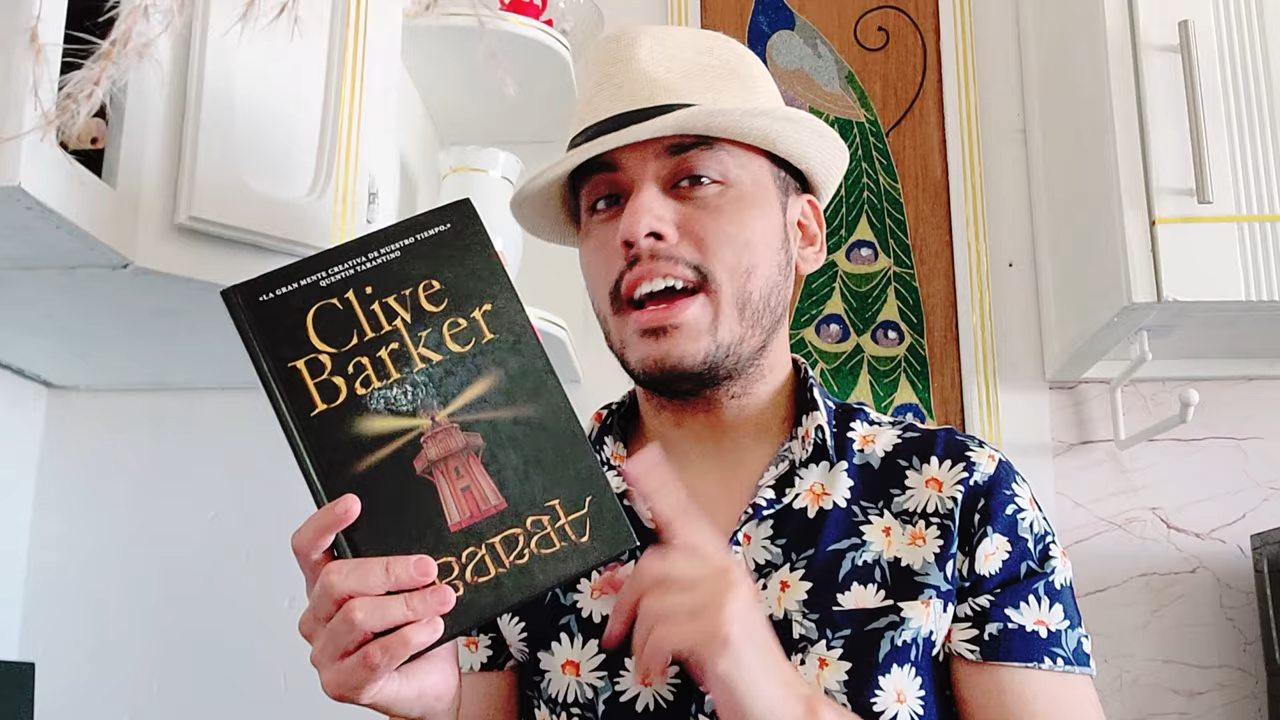 «LA GRAN MENTE CREATIVA DE NUESTRO TIEMPO.»
QUENTIN TARANTINO
Clive
Barker
Abarat